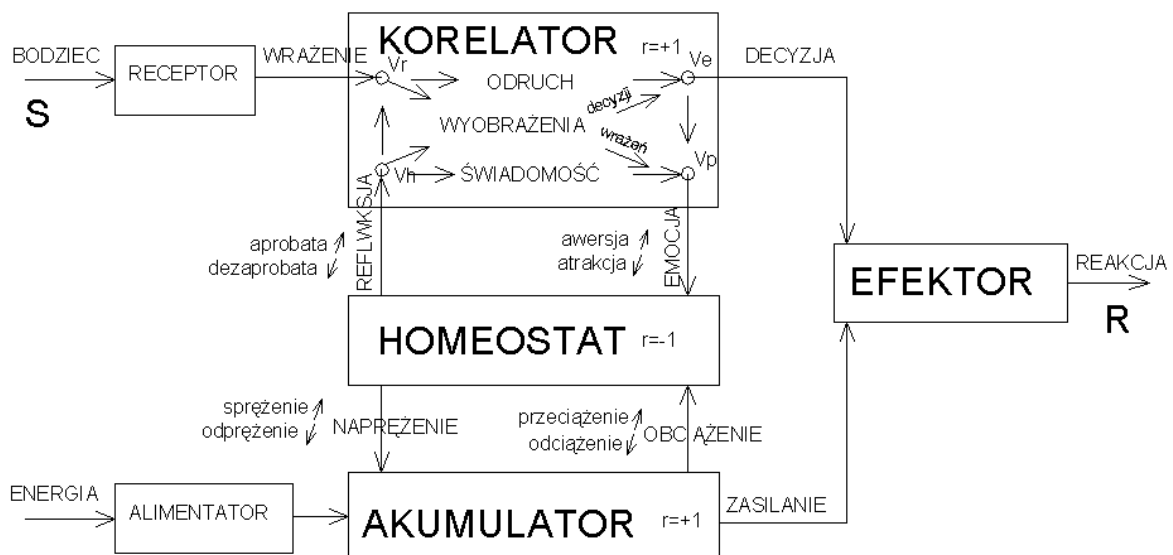 BODZIEC
S
RECEPTOR
WRAŻENIE
KORELATOR r=+1
Vr
ODRUCH
Ve
decyzji
WYOBRAŻENIA
wrażeń
Vh
ŚWIADOMOŚĆ
Vp
DECYZJA
aprobata
dezaprobata
REFLWKSJA
awersja
atrakcja
EMOCJA
EFEKTOR
REAKCJA
R
HOMEOSTAT r=-1
sprężenie
odprężenie
NAPRĘŻENIE
przeciążenie
odciążenie
OBCIĄŻENIE
ENERGIA
ALIMENTATOR
AKUMULATOR r=+1
ZASILANIE